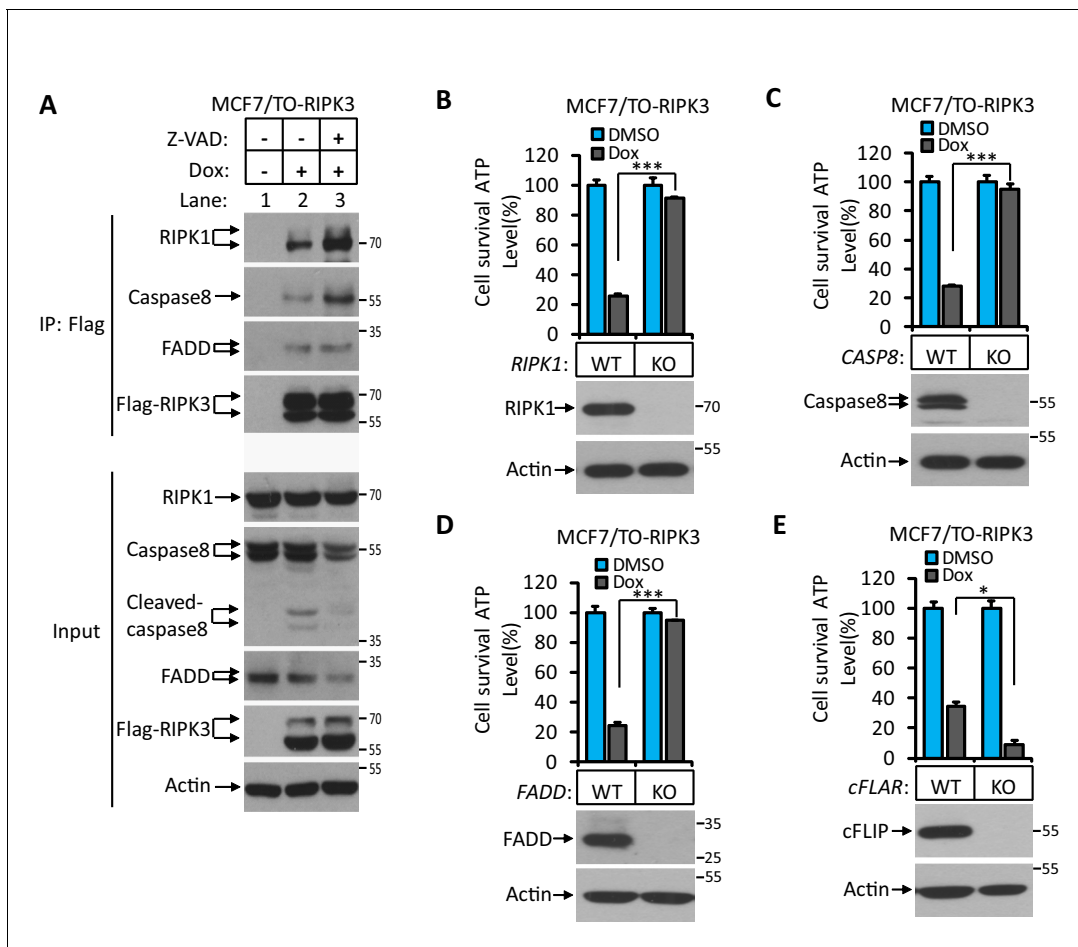 A
MCF7/TO-RIPK3
Z-VAD: - - +
Dox: - + +
Lane: 1 2 3
IP: Flag
RIPK1 70
Caspase8 55
35
FADD
Flag-RIPK3 70
55
Input
RIPK1 70
Caspase8 55
Cleaved-
caspase8
35
35
FADD
Flag-RIPK3 70
55
55
Actin
B
MCF7/TO-RIPK3
DMSO
Dox
***
Cell survival ATP
Level(%)
120
100
80
60
40
20
0
RIPK1: WT KO
RIPK1 70
55
Actin
C
MCF7/TO-RIPK3
DMSO
Dox
***
Cell survival ATP
Level(%)
120
100
80
60
40
20
0
CASP8: WT KO
Caspase8 55
55
Actin
D
MCF7/TO-RIPK3
DMSO
Dox
***
Cell survival ATP
Level(%)
120
100
80
60
40
20
0
FADD: WT KO
35
FADD
25
55
Actin
E
MCF7/TO-RIPK3
DMSO
Dox
*
Cell survival ATP
Level(%)
120
100
80
60
40
20
0
cFLAR: WT KO
cFLIP 55
55
Actin